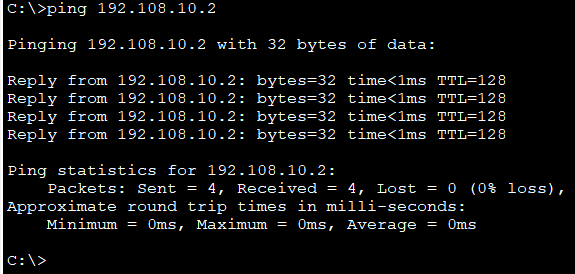 C:\>ping 192.108.10.2
Pinging 192.108.10.2 with 32 bytes of data:
Reply from 192.108.10.2: bytes=32 time<1ms TTL=128
Reply from 192.108.10.2: bytes=32 time<1ms TTL=128
Reply from 192.108.10.2: bytes=32 time<1ms TTL=128
Reply from 192.108.10.2: bytes=32 time<1ms TTL=128
Ping statistics for 192.108.10.2:
    Packets: Sent = 4, Received = 4, Lost = 0 (0% loss),
Approximate round trip times in milli-seconds:
    Minimum = 0ms, Maximum = 0ms, Average = 0ms
C:\>